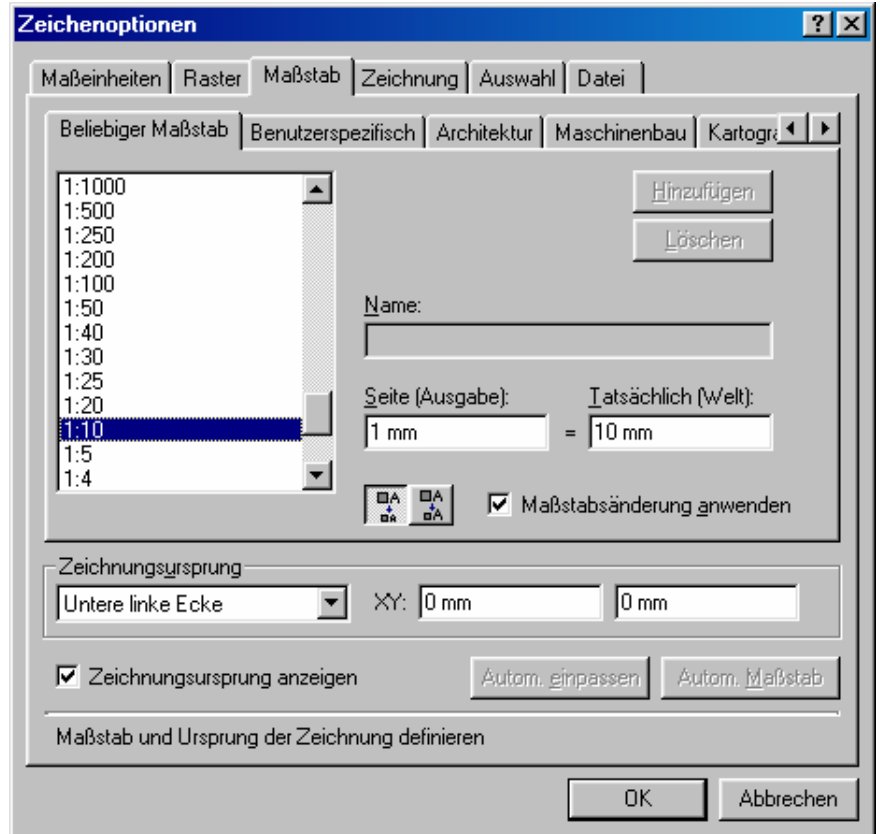 Zeichenoptionen
Maßeinheiten Raster Maßstab Zeichnung Auswahl Datei
Beliebiger Maßstab Benutzerspezifisch Architektur Maschinenbau Kartogra
1:1000
1:500
1:250
1:200
1:100
1:50
1:40
1:30
1:25
1:20
1:10
1:5
1:4
Hinzufügen
Löschen
Name:
Seite (Ausgabe): Tatsächlich (Welt):
1 mm = 10 mm
Maßstabsänderung anwenden
Zeichnungsursprung
Untere linke Ecke XY: 0 mm 0 mm
Zeichnungsursprung anzeigen Autom. einpassen Autom. Maßstab
Maßstab und Ursprung der Zeichnung definieren
OK Abbrechen